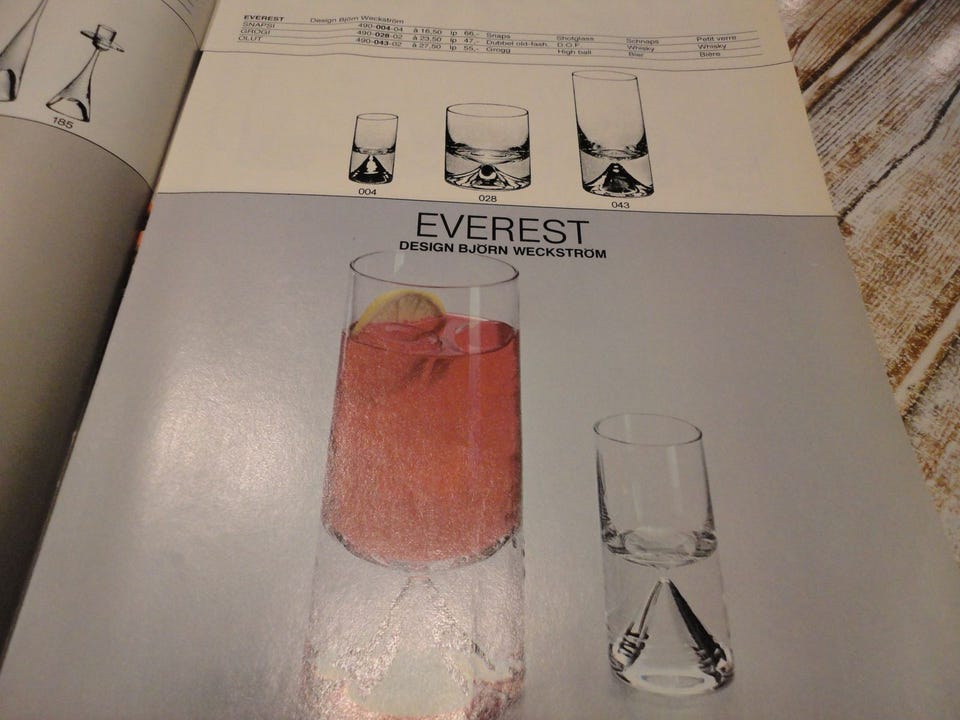 EVEREST Design Björn Weckström
SNAPSI 490-004-04 à 16,50 lp 66,- Snaps Shotglass Schnaps Petit verre
GROGI 490-028-02 à 23,50 lp 47,- Dubbel old-fash. D.O.F. Whisky Whisky
OLUT 490-043-02 à 27,50 lp 55,- Grogg High ball Bier Bière
185
004
028
043
EVEREST
DESIGN BJÖRN WECKSTRÖM